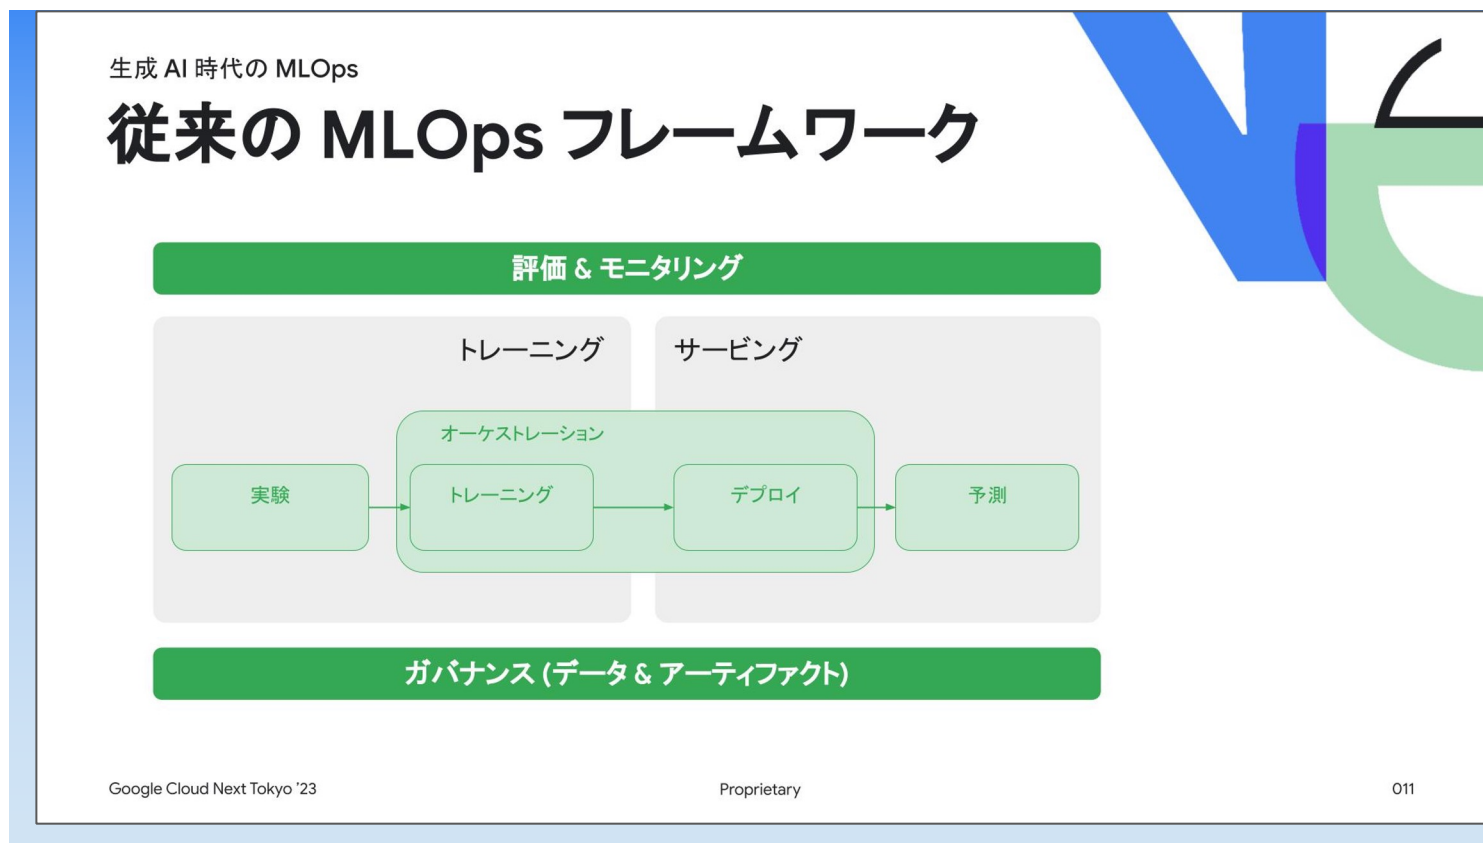 生成 AI 時代の MLOps
従来の MLOps フレームワーク
評価 & モニタリング
トレーニング
サービング
オーケストレーション
実験
トレーニング
デプロイ
予測
ガバナンス (データ & アーティファクト)
Google Cloud Next Tokyo ’23
Proprietary
011